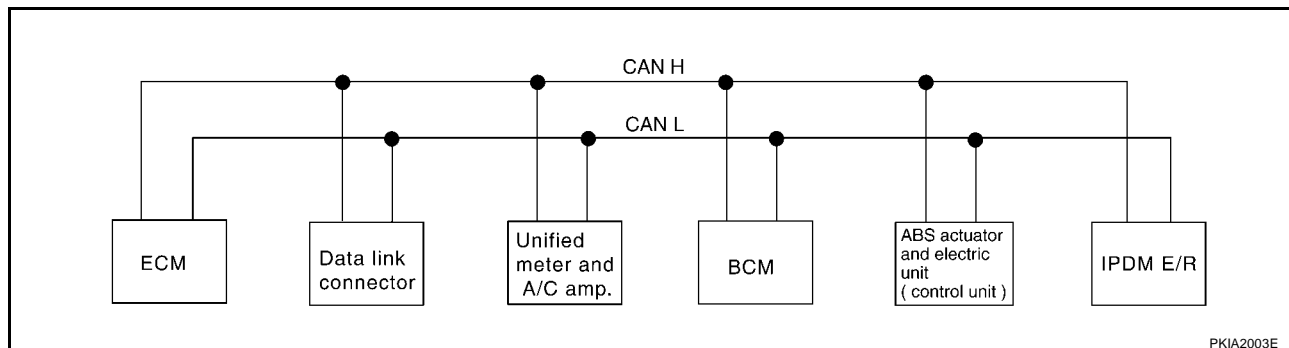 CAN H
CAN L
ECM
Data link
connector
Unified
meter and
A/C amp.
BCM
ABS actuator
and electric
unit
( control unit )
IPDM E/R
PKIA2003E